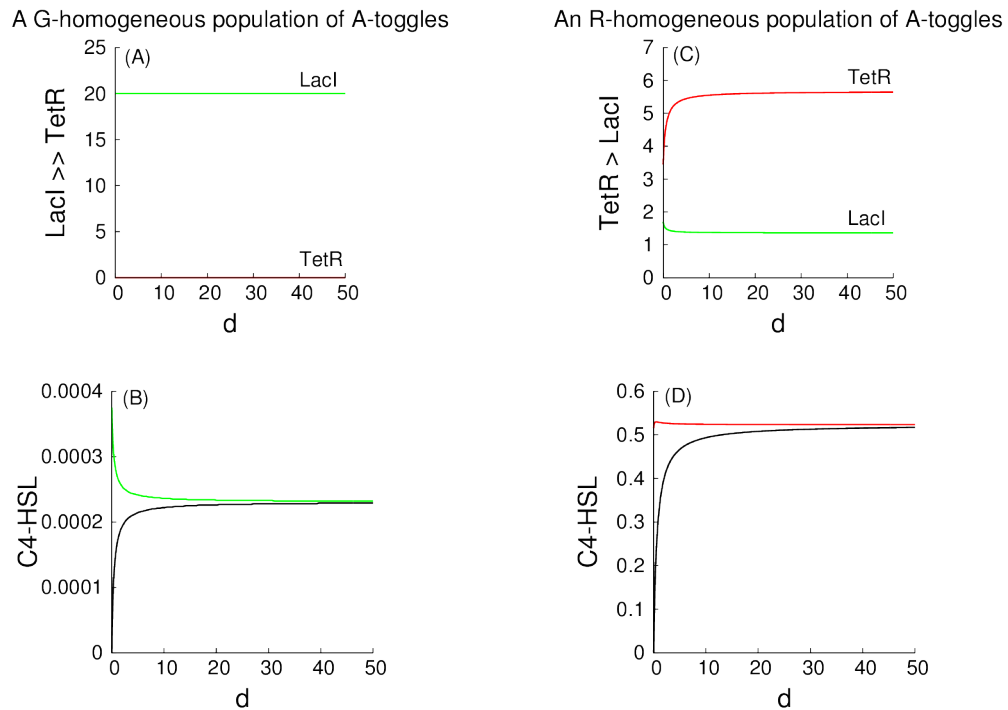 A G-homogeneous population of A-toggles
An R-homogeneous population of A-toggles
(A)
LacI >> TetR
25
20
15
10
5
0
LacI
TetR
0 10 20 30 40 50
d
(C)
TetR > LacI
7
6
5
4
3
2
1
0
TetR
LacI
0 10 20 30 40 50
d
(B)
C4-HSL
0.0004
0.0003
0.0002
0.0001
0
0 10 20 30 40 50
d
(D)
C4-HSL
0.6
0.5
0.4
0.3
0.2
0.1
0
0 10 20 30 40 50
d